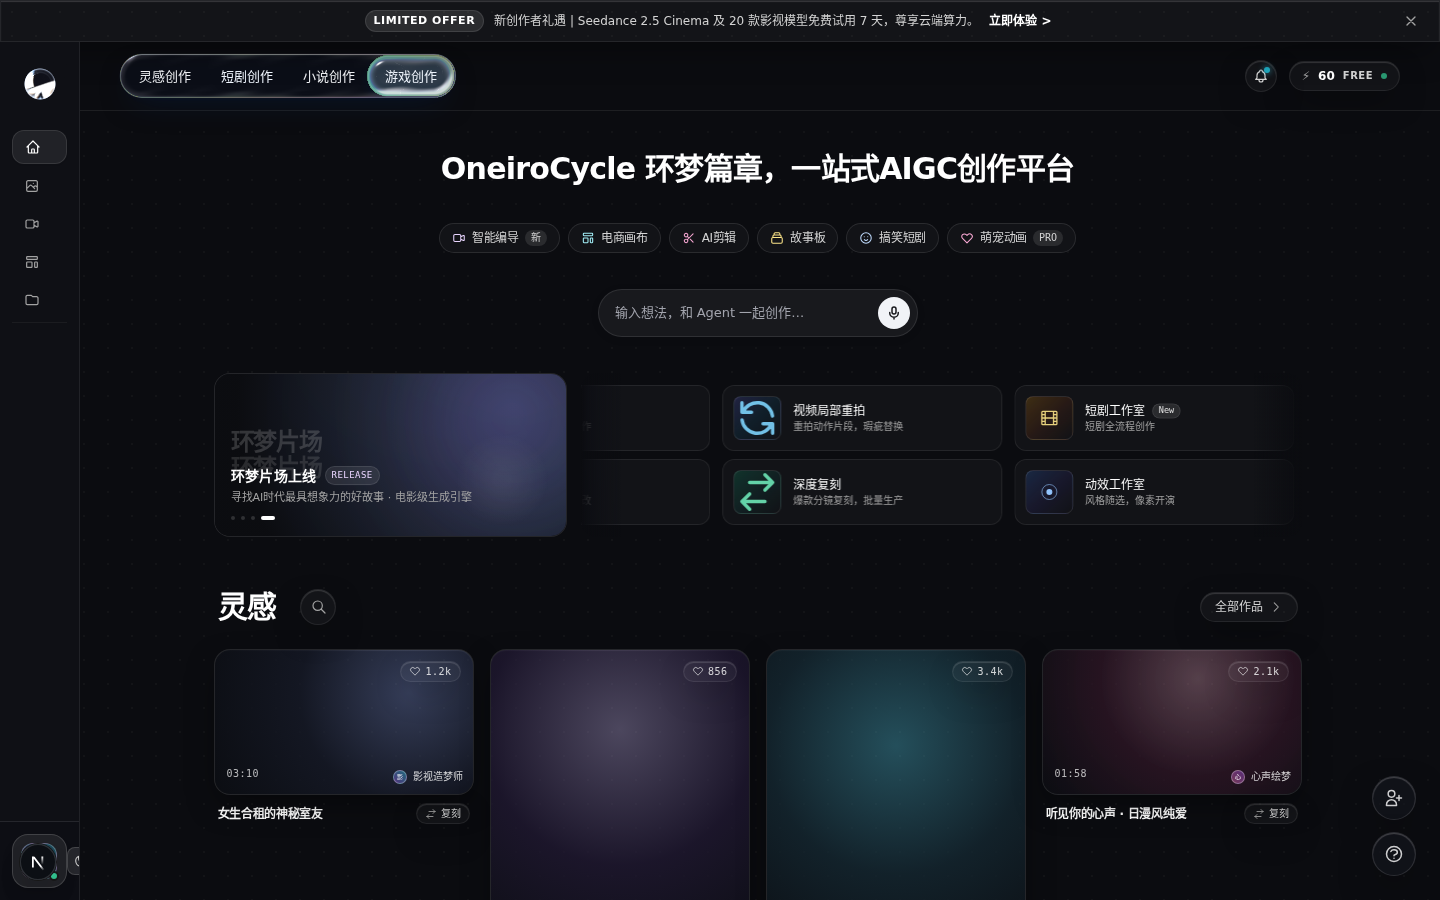 LIMITED OFFER 新创作者礼遇 | Seedance 2.5 Cinema 及 20 款影视模型免费试用 7 天，尊享云端算力。 立即体验 >
灵感创作 短剧创作 小说创作 游戏创作
60 FREE
OneiroCycle 环梦篇章，一站式AIGC创作平台
智能编导 新 电商画布 AI剪辑 故事板 搞笑短剧 萌宠动画 PRO
输入想法，和 Agent 一起创作...
环梦片场
环梦片场
环梦片场上线 RELEASE
寻找AI时代最具想象力的好故事 · 电影级生成引擎
作
视频局部重拍
重拍动作片段，瑕疵替换
短剧工作室 New
短剧全流程创作
改
深度复刻
爆款分镜复刻，批量生产
动效工作室
风格随选，像素开演
灵感
全部作品
1.2k
03:10
影视造梦师
女生合租的神秘室友
复刻
856
3.4k
2.1k
01:58
心 心声绘梦
听见你的心声 · 日漫风纯爱
复刻
N